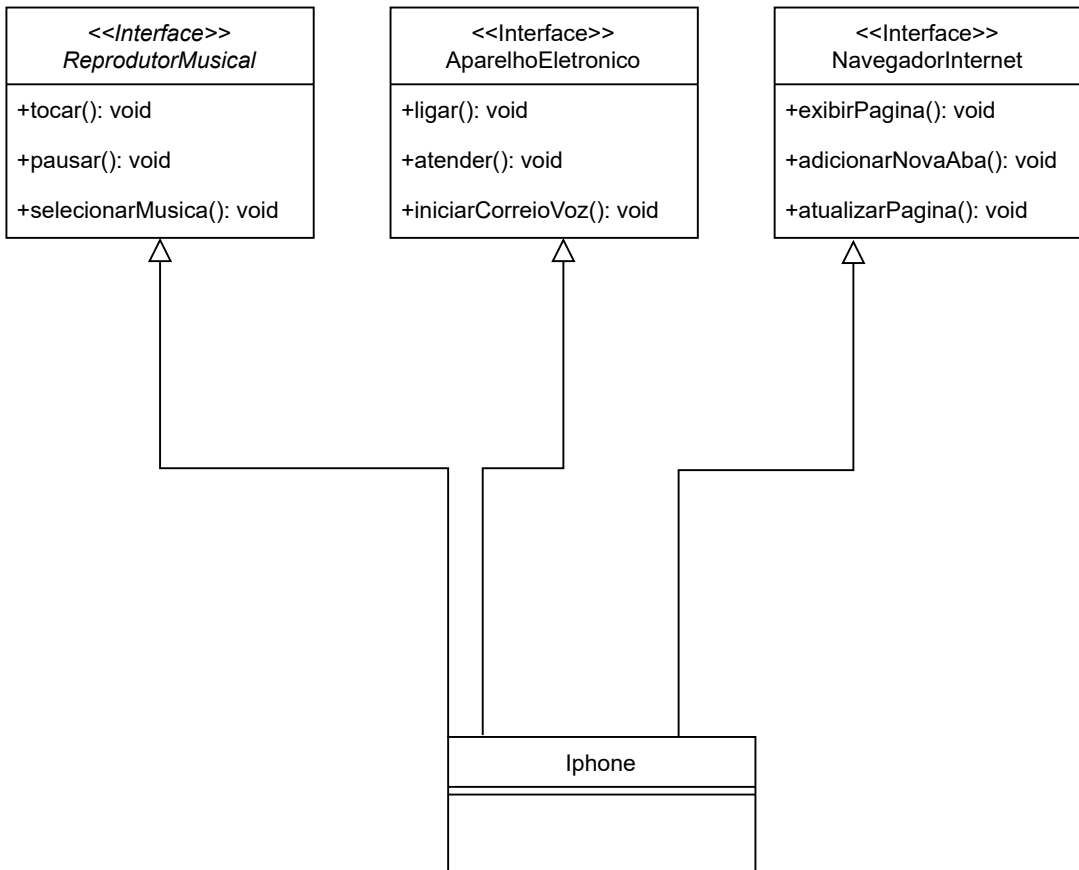 <<Interface>>
ReprodutorMusical
+tocar(): void
+pausar(): void
+selecionarMusica(): void
<<Interface>>
AparelhoEletronico
+ligar(): void
+atender(): void
+iniciarCorreioVoz(): void
<<Interface>>
NavegadorInternet
+exibirPagina(): void
+adicionarNovaAba(): void
+atualizarPagina(): void
Iphone